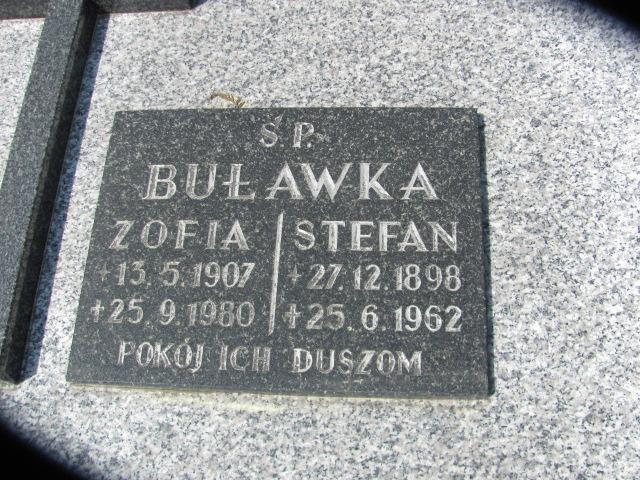 Ś.P.
BUŁAWKA
ZOFIA STEFAN
+13.5.1907 +27.12.1898
+25.9.1980 +25.6.1962
POKÓJ ICH DUSZOM